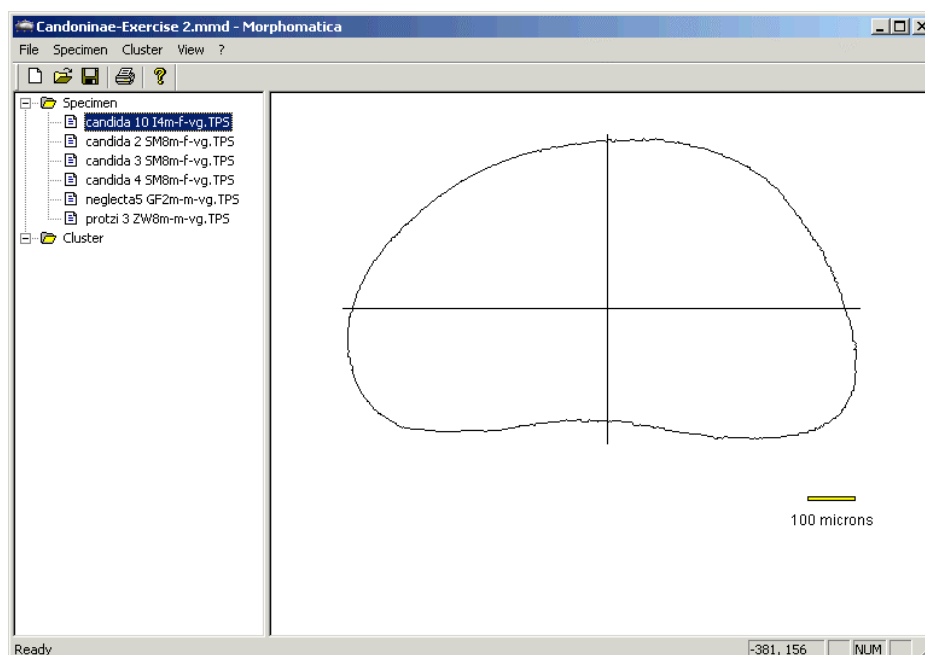 Candoninae-Exercise 2.mmd - Morphomatica
File Specimen Cluster View ?
Specimen
candida 10 I4m-f-vg.TPS
candida 2 SM8m-f-vg.TPS
candida 3 SM8m-f-vg.TPS
candida 4 SM8m-f-vg.TPS
neglecta5 GF2m-m-vg.TPS
protzi 3 ZW8m-m-vg.TPS
Cluster
100 microns
Ready -381, 156 NUM